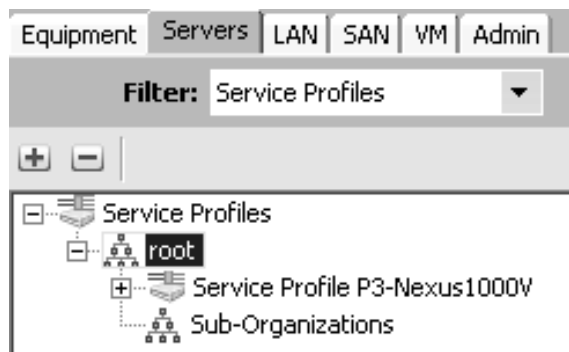 Equipment Servers LAN SAN VM Admin
Filter: Service Profiles
Service Profiles
root
Service Profile P3-Nexus1000V
Sub-Organizations